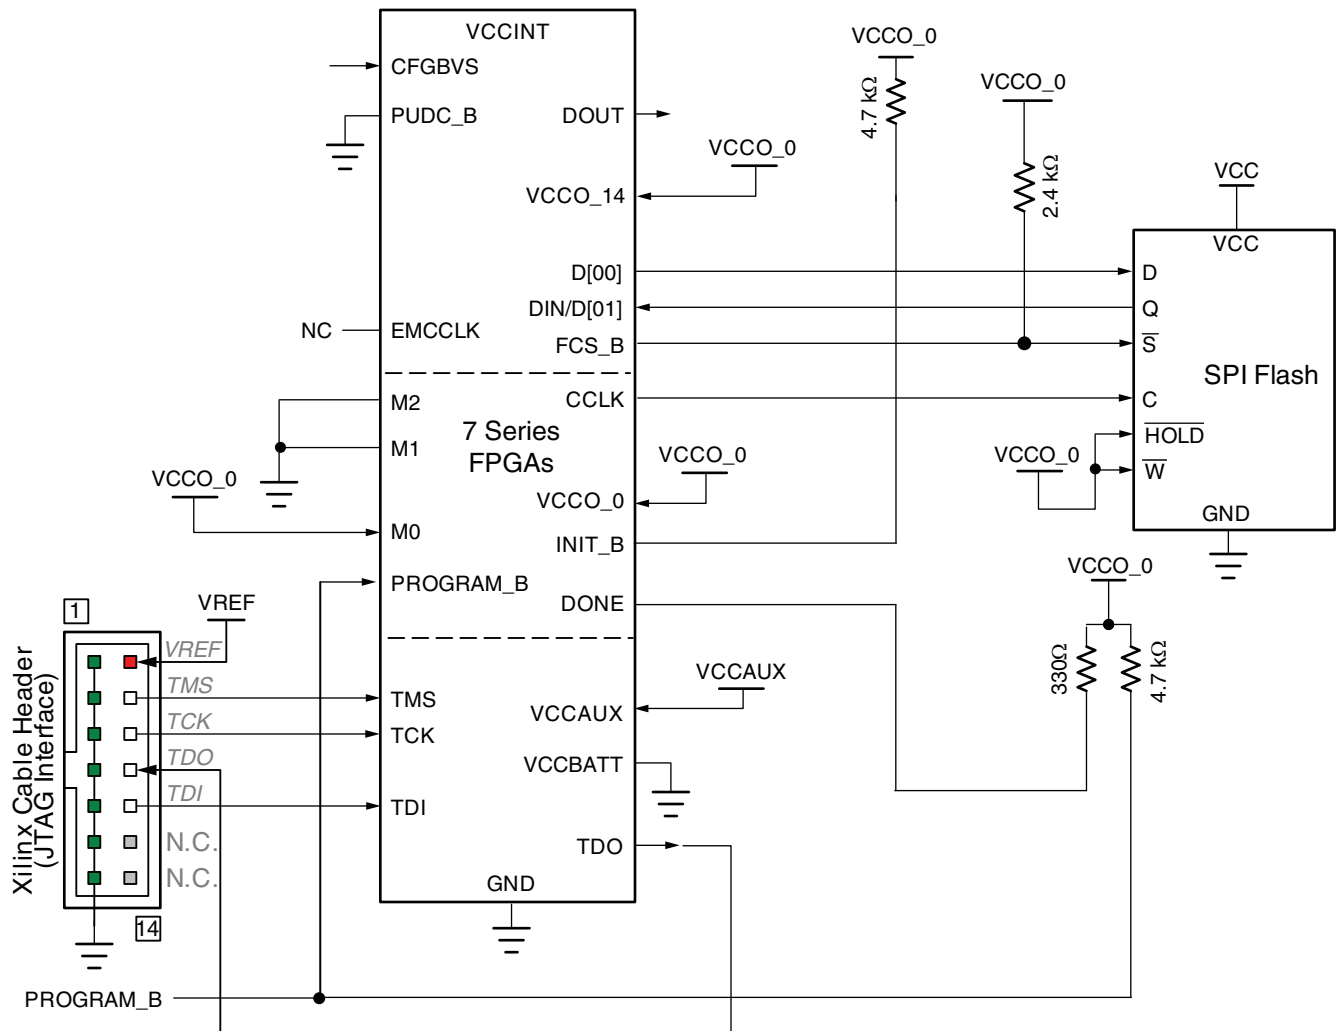 VCCINT
CFGBVS
PUDC_B
DOUT
VCCO_0
VCCO_14
VCCO_0
4.7 kΩ
VCCO_0
2.4 kΩ
VCC
VCC
D[00]
DIN/D[01]
FCS_B
D
Q
S
SPI Flash
NC
EMCCLK
CCLK
C
HOLD
W
VCCO_0
GND
M2
M1
7 Series
FPGAs
VCCO_0
VCCO_0
VCCO_0
M0
INIT_B
PROGRAM_B
DONE
VCCO_0
330Ω
4.7 kΩ
1
VREF
VREF
TMS
TCK
TDO
TDI
N.C.
N.C.
14
Xilinx Cable Header
(JTAG Interface)
TMS
TCK
TDI
VCCAUX
VCCAUX
VCCBATT
TDO
GND
PROGRAM_B